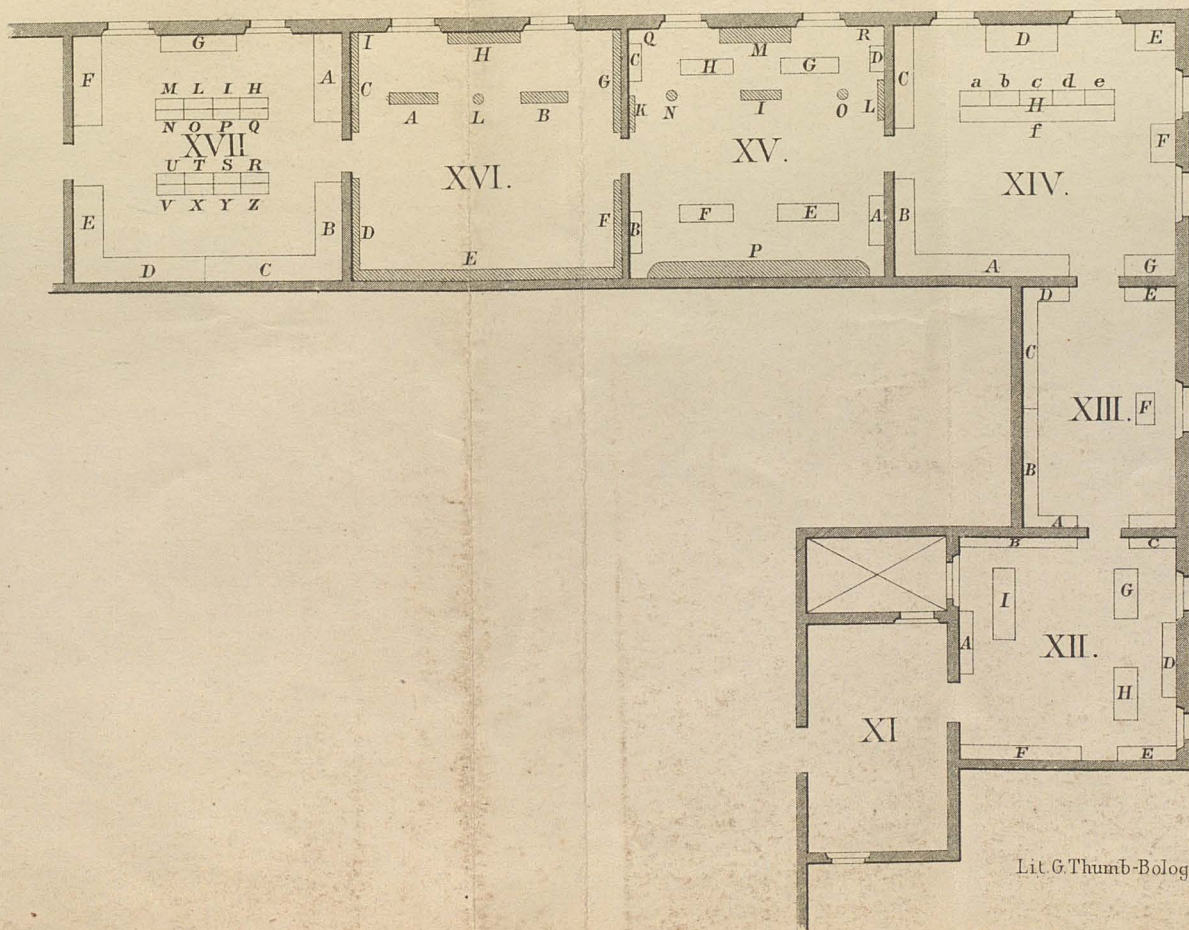 G
F
A
M L I H
N O P Q
XVII
U T S R
V X Y Z
E
B
D
C
I
H
C
G
A
L
B
XVI.
D
F
E
Q
M
R
C
H
G
D
K
N
I
O
L
XV.
F
E
A
B
P
D
E
C
a b c d e
H
f
F
XIV.
B
A
G
D
E
C
XIII.
F
B
A
B
C
I
G
A
XII.
D
H
F
E
XI
Lit. G. Thumb-Bolog